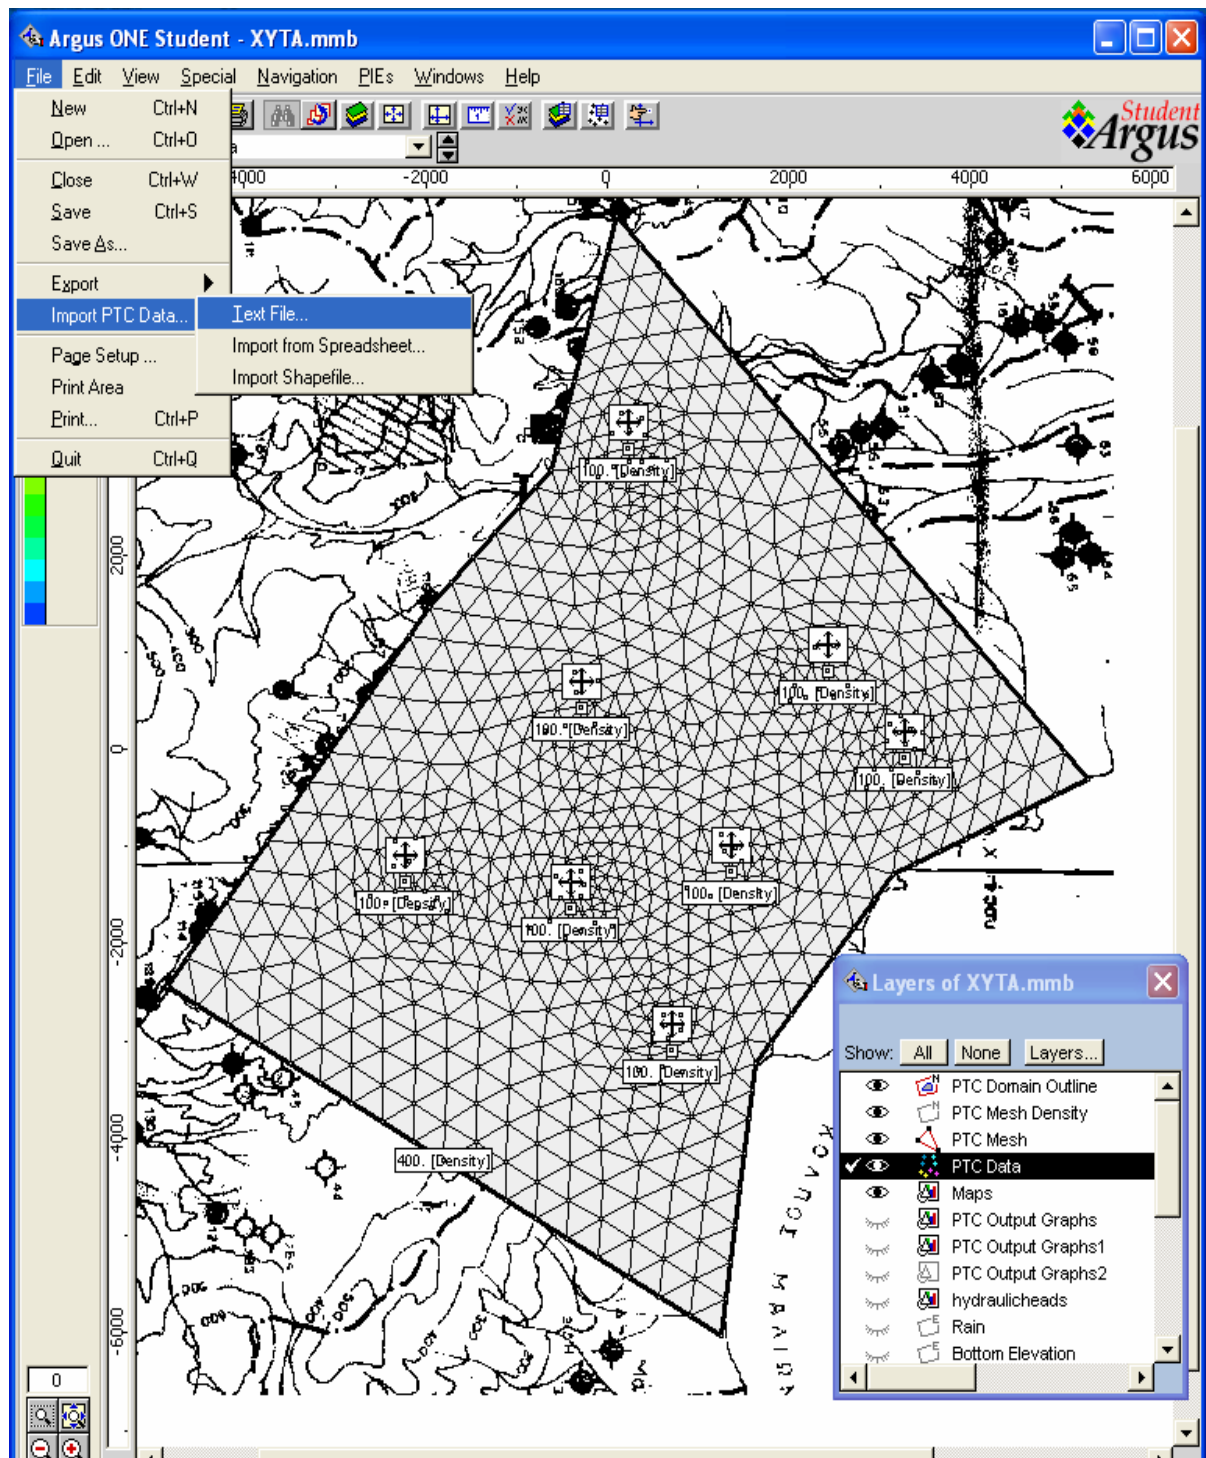 Argus ONE Student - XYTA.mmb
File Edit View Special Navigation PIEs Windows Help
New Ctrl+N
Open ... Ctrl+O
Close Ctrl+W
Save Ctrl+S
Save As...
Export
Import PTC Data...
Page Setup ...
Print Area
Print... Ctrl+P
Quit Ctrl+Q
Text File...
Import from Spreadsheet...
Import Shapefile...
Student
Argus
-2000 0 2000 4000 6000
2000
0
-2000
-4000
-6000
100. [Density]
100. [Density]
100. [Density]
100. [Density]
100. [Density]
100. [Density]
100. [Density]
100. [Density]
400. [Density]
Layers of XYTA.mmb
Show: All None Layers...
PTC Domain Outline
PTC Mesh Density
PTC Mesh
PTC Data
Maps
PTC Output Graphs
PTC Output Graphs1
PTC Output Graphs2
hydraulicheads
Rain
Bottom Elevation
0